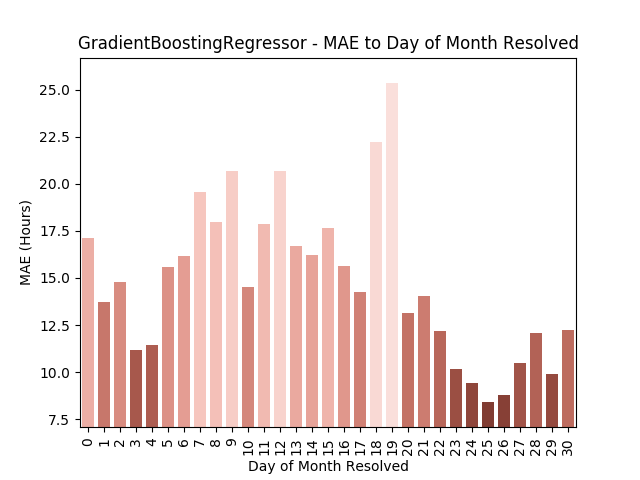 GradientBoostingRegressor - MAE to Day of Month Resolved
25.0
22.5
20.0
17.5
15.0
12.5
10.0
7.5
MAE (Hours)
0 1 2 3 4 5 6 7 8 9 10 11 12 13 14 15 16 17 18 19 20 21 22 23 24 25 26 27 28 29 30
Day of Month Resolved